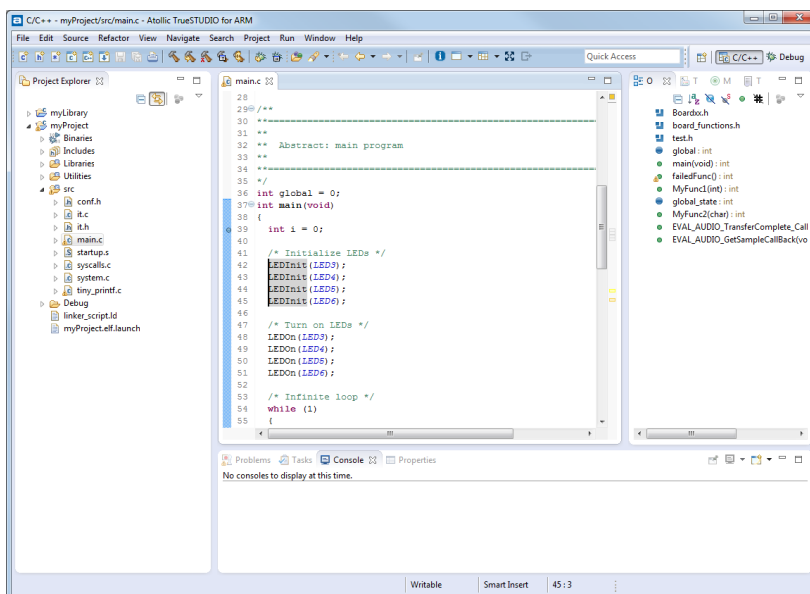 C/C++ - myProject/src/main.c - Atollic TrueSTUDIO for ARM
File Edit Source Refactor View Navigate Search Project Run Window Help
Quick Access
C/C++
Debug
Project Explorer
myLibrary
myProject
Binaries
Includes
Libraries
Utilities
src
conf.h
it.c
it.h
main.c
startup.s
syscalls.c
system.c
tiny_printf.c
Debug
linker_script.ld
myProject.elf.launch
main.c
28
29 /**
30 **==========================================================
31 **
32 ** Abstract: main program
33 **
34 **==========================================================
35 */
36 int global = 0;
37 int main(void)
38 {
39 int i = 0;
40
41 /* Initialize LEDs */
42 LEDInit(LED3);
43 LEDInit(LED4);
44 LEDInit(LED5);
45 LEDInit(LED6);
46
47 /* Turn on LEDs */
48 LEDOn(LED3);
49 LEDOn(LED4);
50 LEDOn(LED5);
51 LEDOn(LED6);
52
53 /* Infinite loop */
54 while (1)
55 {
O T M T
Boardxx.h
board_functions.h
test.h
global : int
main(void) : int
failedFunc() : int
MyFunc1(int) : int
global_state : int
MyFunc2(char) : int
EVAL_AUDIO_TransferComplete_Call
EVAL_AUDIO_GetSampleCallBack(vo
Problems Tasks Console Properties
No consoles to display at this time.
Writable Smart Insert 45 : 3